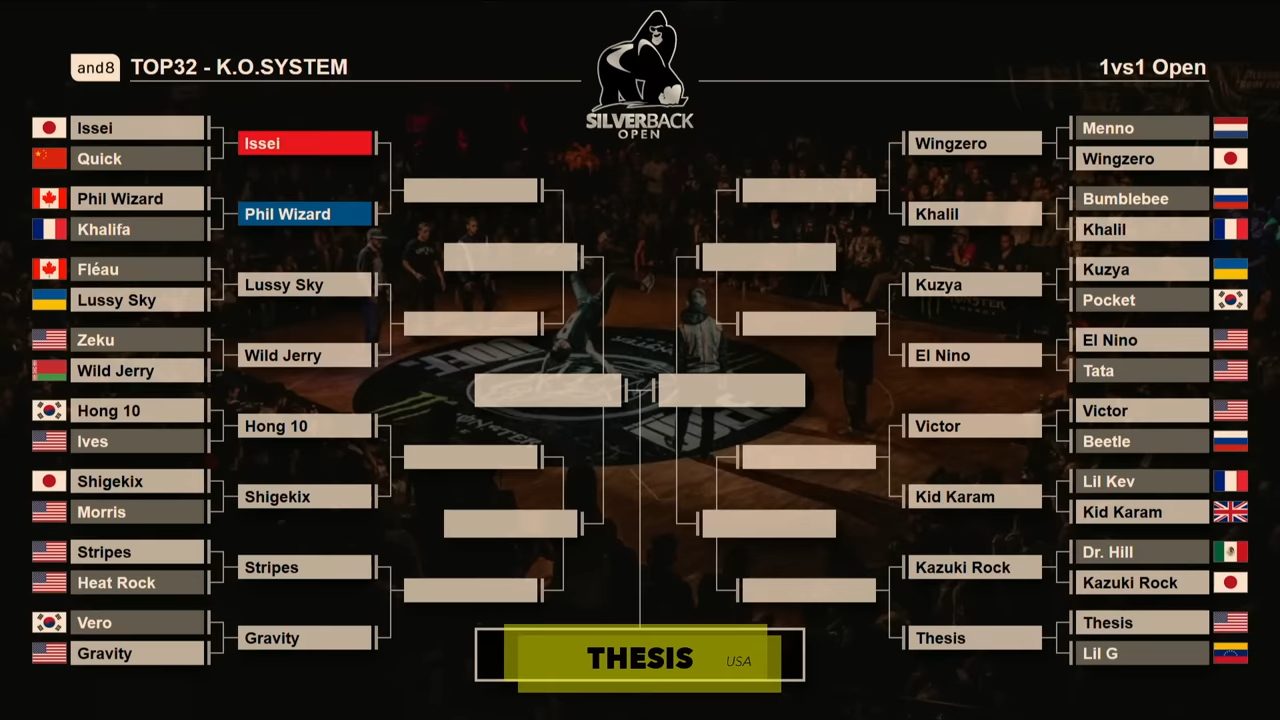 and8
TOP32 - K.O.SYSTEM
SILVERBACK
OPEN
1vs1 Open
Issei
Quick
Phil Wizard
Khalifa
Fléau
Lussy Sky
Zeku
Wild Jerry
Hong 10
Ives
Shigekix
Morris
Stripes
Heat Rock
Vero
Gravity
Issei
Phil Wizard
Lussy Sky
Wild Jerry
Hong 10
Shigekix
Stripes
Gravity
Wingzero
Khalil
Kuzya
El Nino
Victor
Kid Karam
Kazuki Rock
Thesis
Menno
Wingzero
Bumblebee
Khalil
Kuzya
Pocket
El Nino
Tata
Victor
Beetle
Lil Kev
Kid Karam
Dr. Hill
Kazuki Rock
Thesis
Lil G
THESIS USA